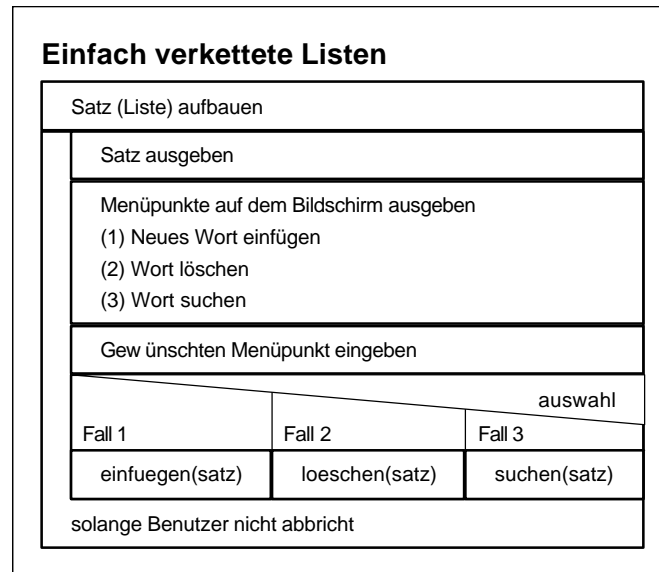 Einfach verkettete Listen
Satz (Liste) aufbauen
Satz ausgeben
Menüpunkte auf dem Bildschirm ausgeben
(1) Neues Wort einfügen
(2) Wort löschen
(3) Wort suchen
Gew ünschten Menüpunkt eingeben
auswahl
Fall 1 Fall 2 Fall 3
einfuegen(satz) loeschen(satz) suchen(satz)
solange Benutzer nicht abbricht